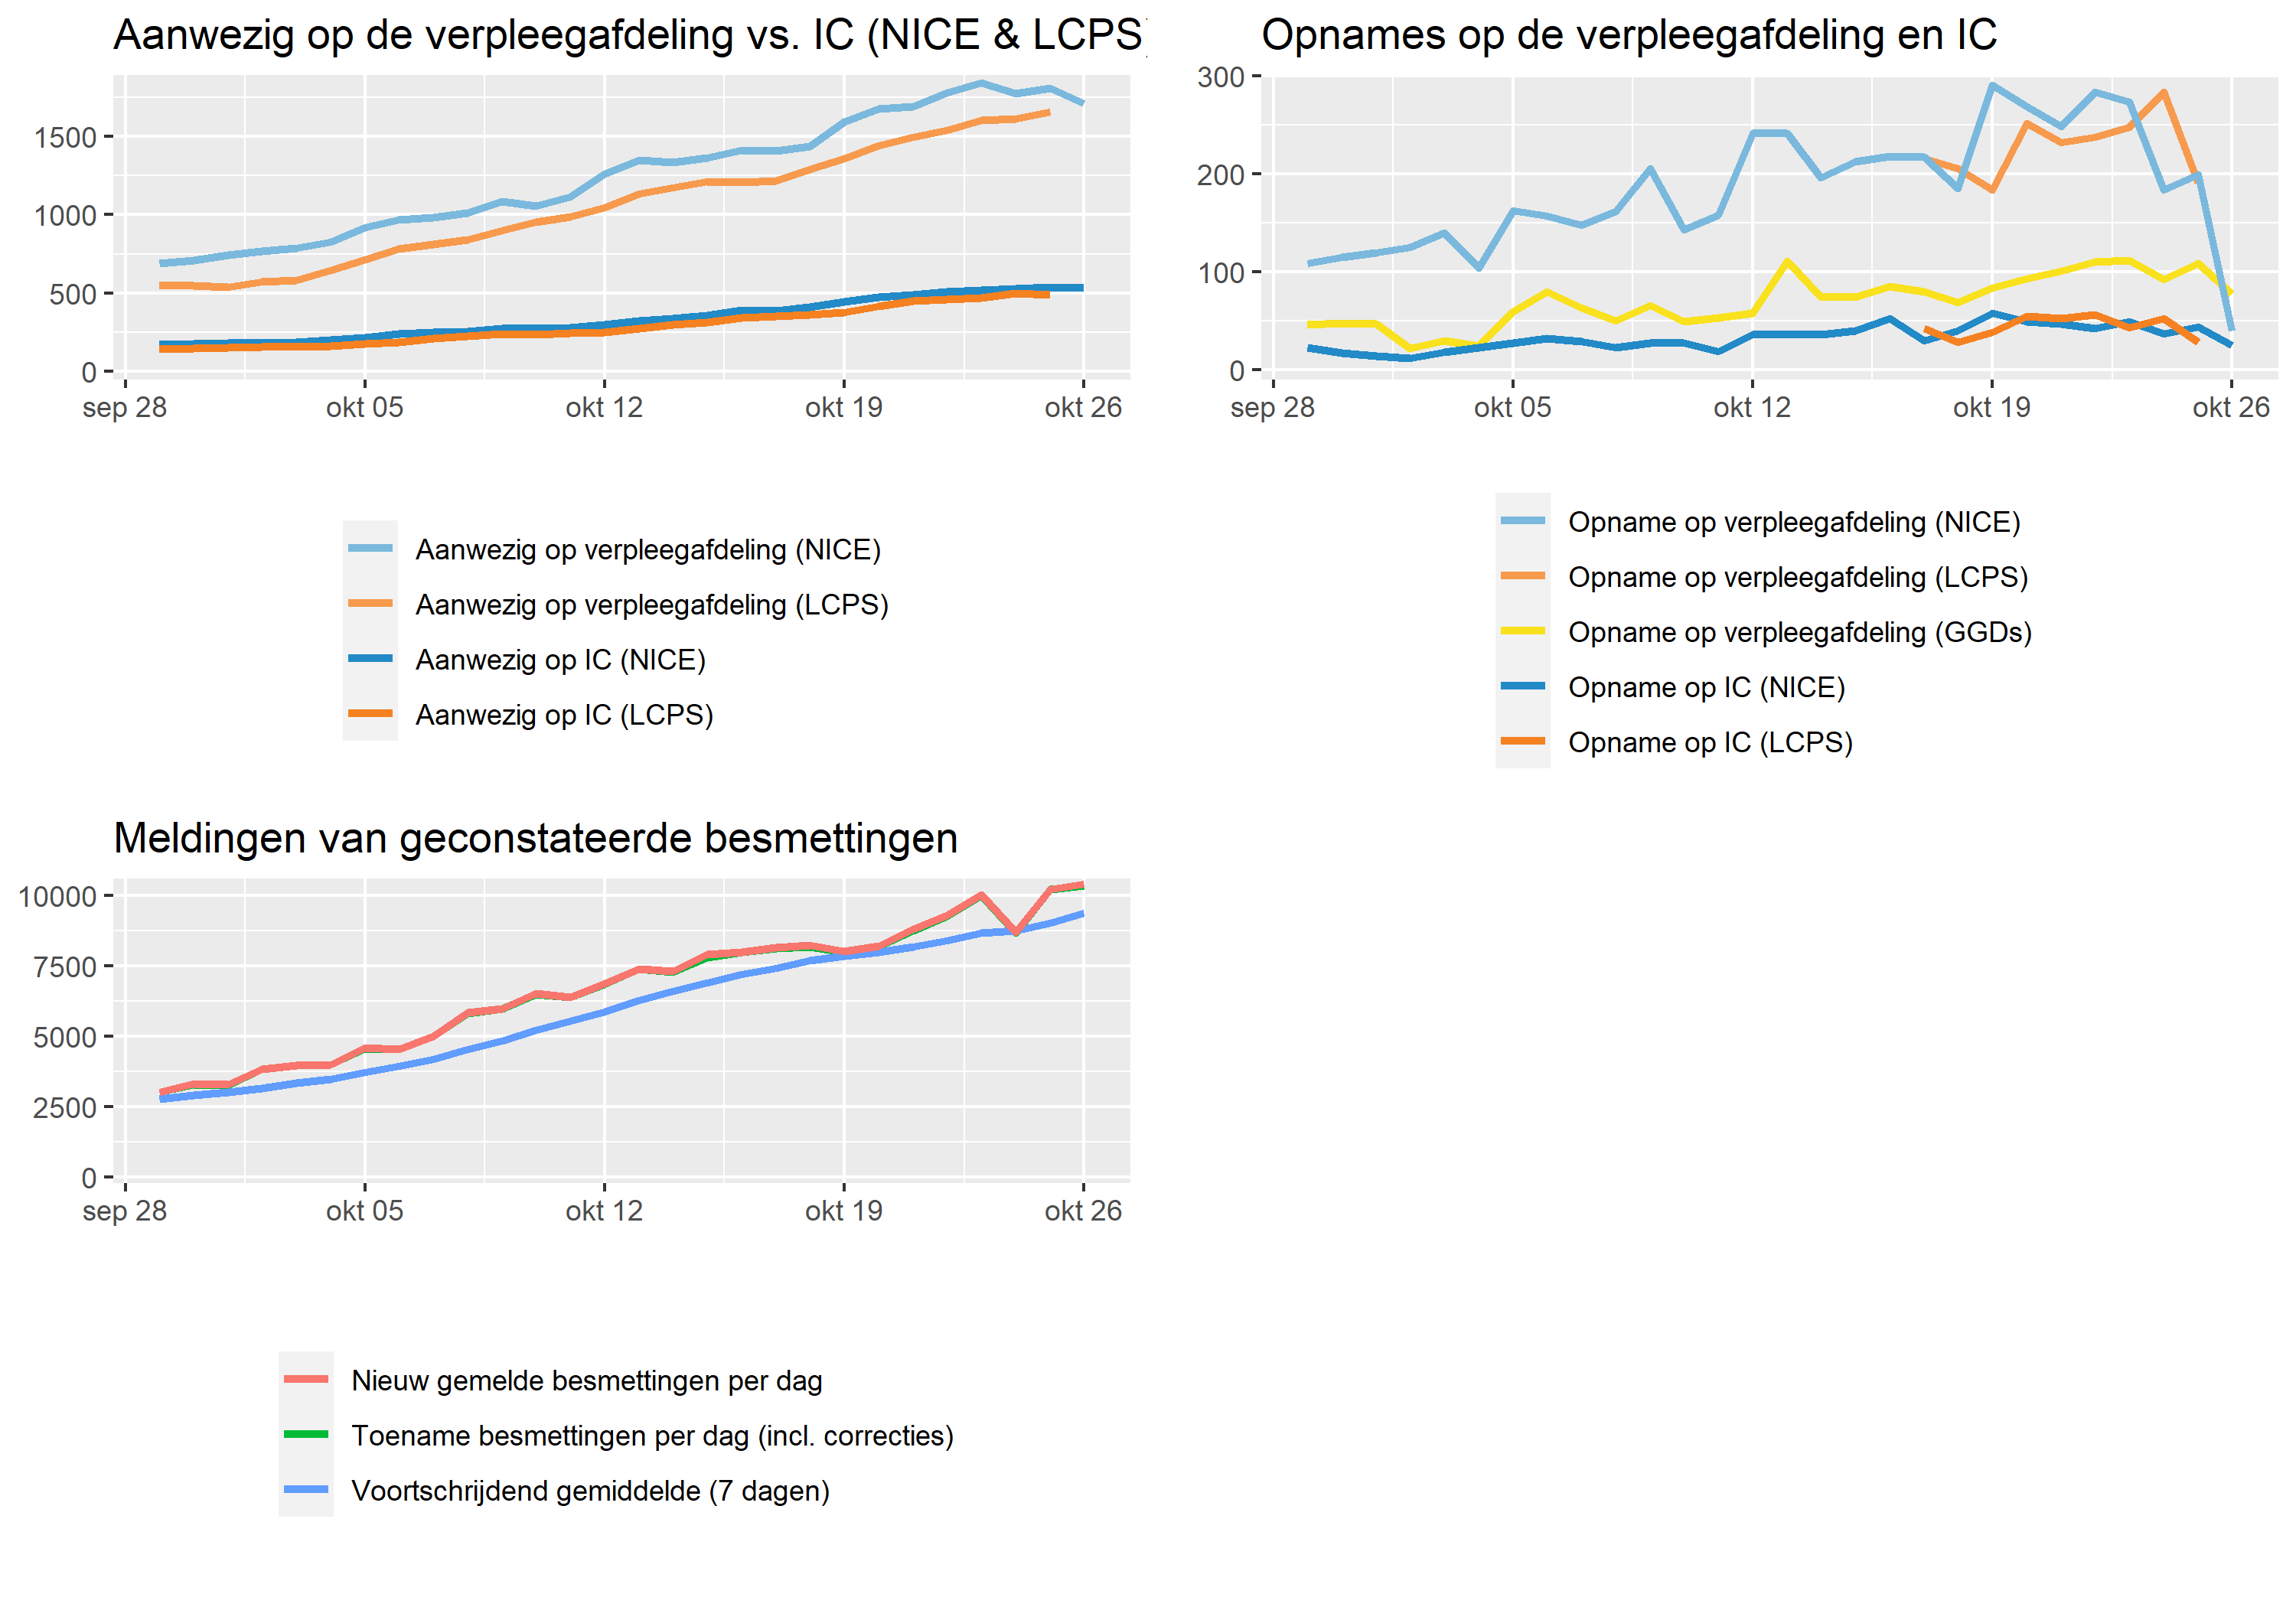 Aanwezig op de verpleegafdeling vs. IC (NICE & LCPS)
1500
1000
500
0
sep 28 okt 05 okt 12 okt 19 okt 26
Aanwezig op verpleegafdeling (NICE)
Aanwezig op verpleegafdeling (LCPS)
Aanwezig op IC (NICE)
Aanwezig op IC (LCPS)
Opnames op de verpleegafdeling en IC
300
200
100
0
sep 28 okt 05 okt 12 okt 19 okt 26
Opname op verpleegafdeling (NICE)
Opname op verpleegafdeling (LCPS)
Opname op verpleegafdeling (GGDs)
Opname op IC (NICE)
Opname op IC (LCPS)
Meldingen van geconstateerde besmettingen
10000
7500
5000
2500
0
sep 28 okt 05 okt 12 okt 19 okt 26
Nieuw gemelde besmettingen per dag
Toename besmettingen per dag (incl. correcties)
Voortschrijdend gemiddelde (7 dagen)